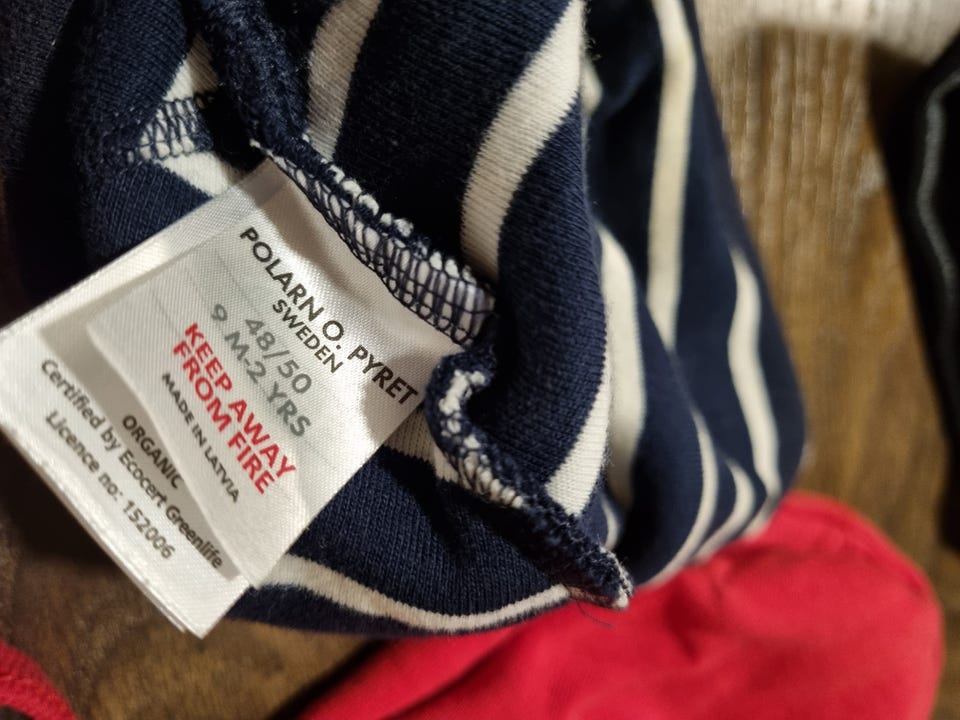 POLARN O. PYRET
SWEDEN
48/50
9 M-2 YRS
KEEP AWAY
FROM FIRE
MADE IN LATVIA
ORGANIC
Certified by Ecocert Greenlife
Licence no: 152006